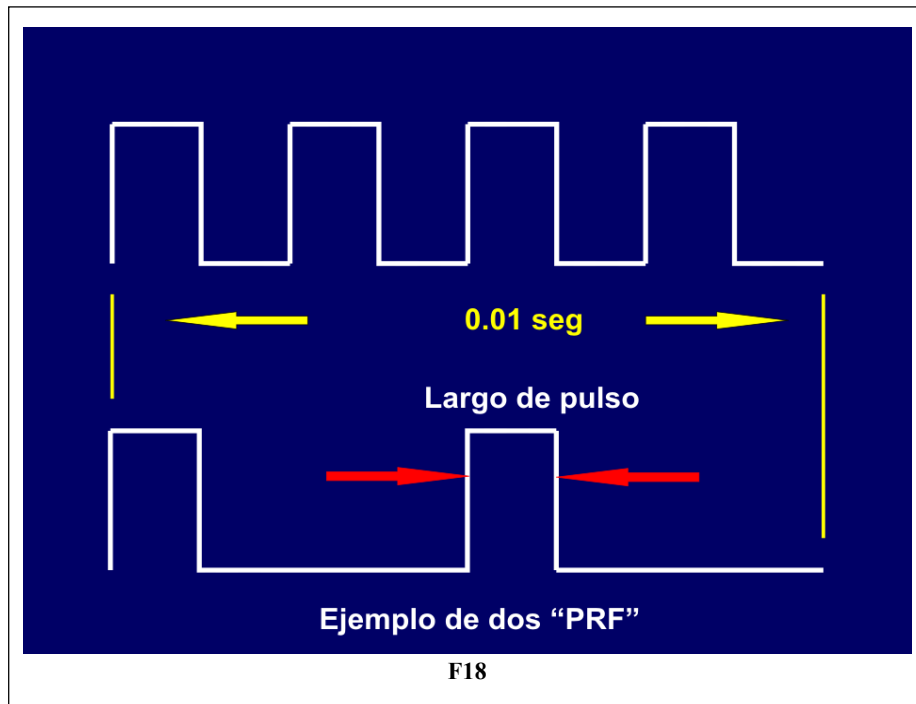 0.01 seg
Largo de pulso
Ejemplo de dos “PRF”
F18